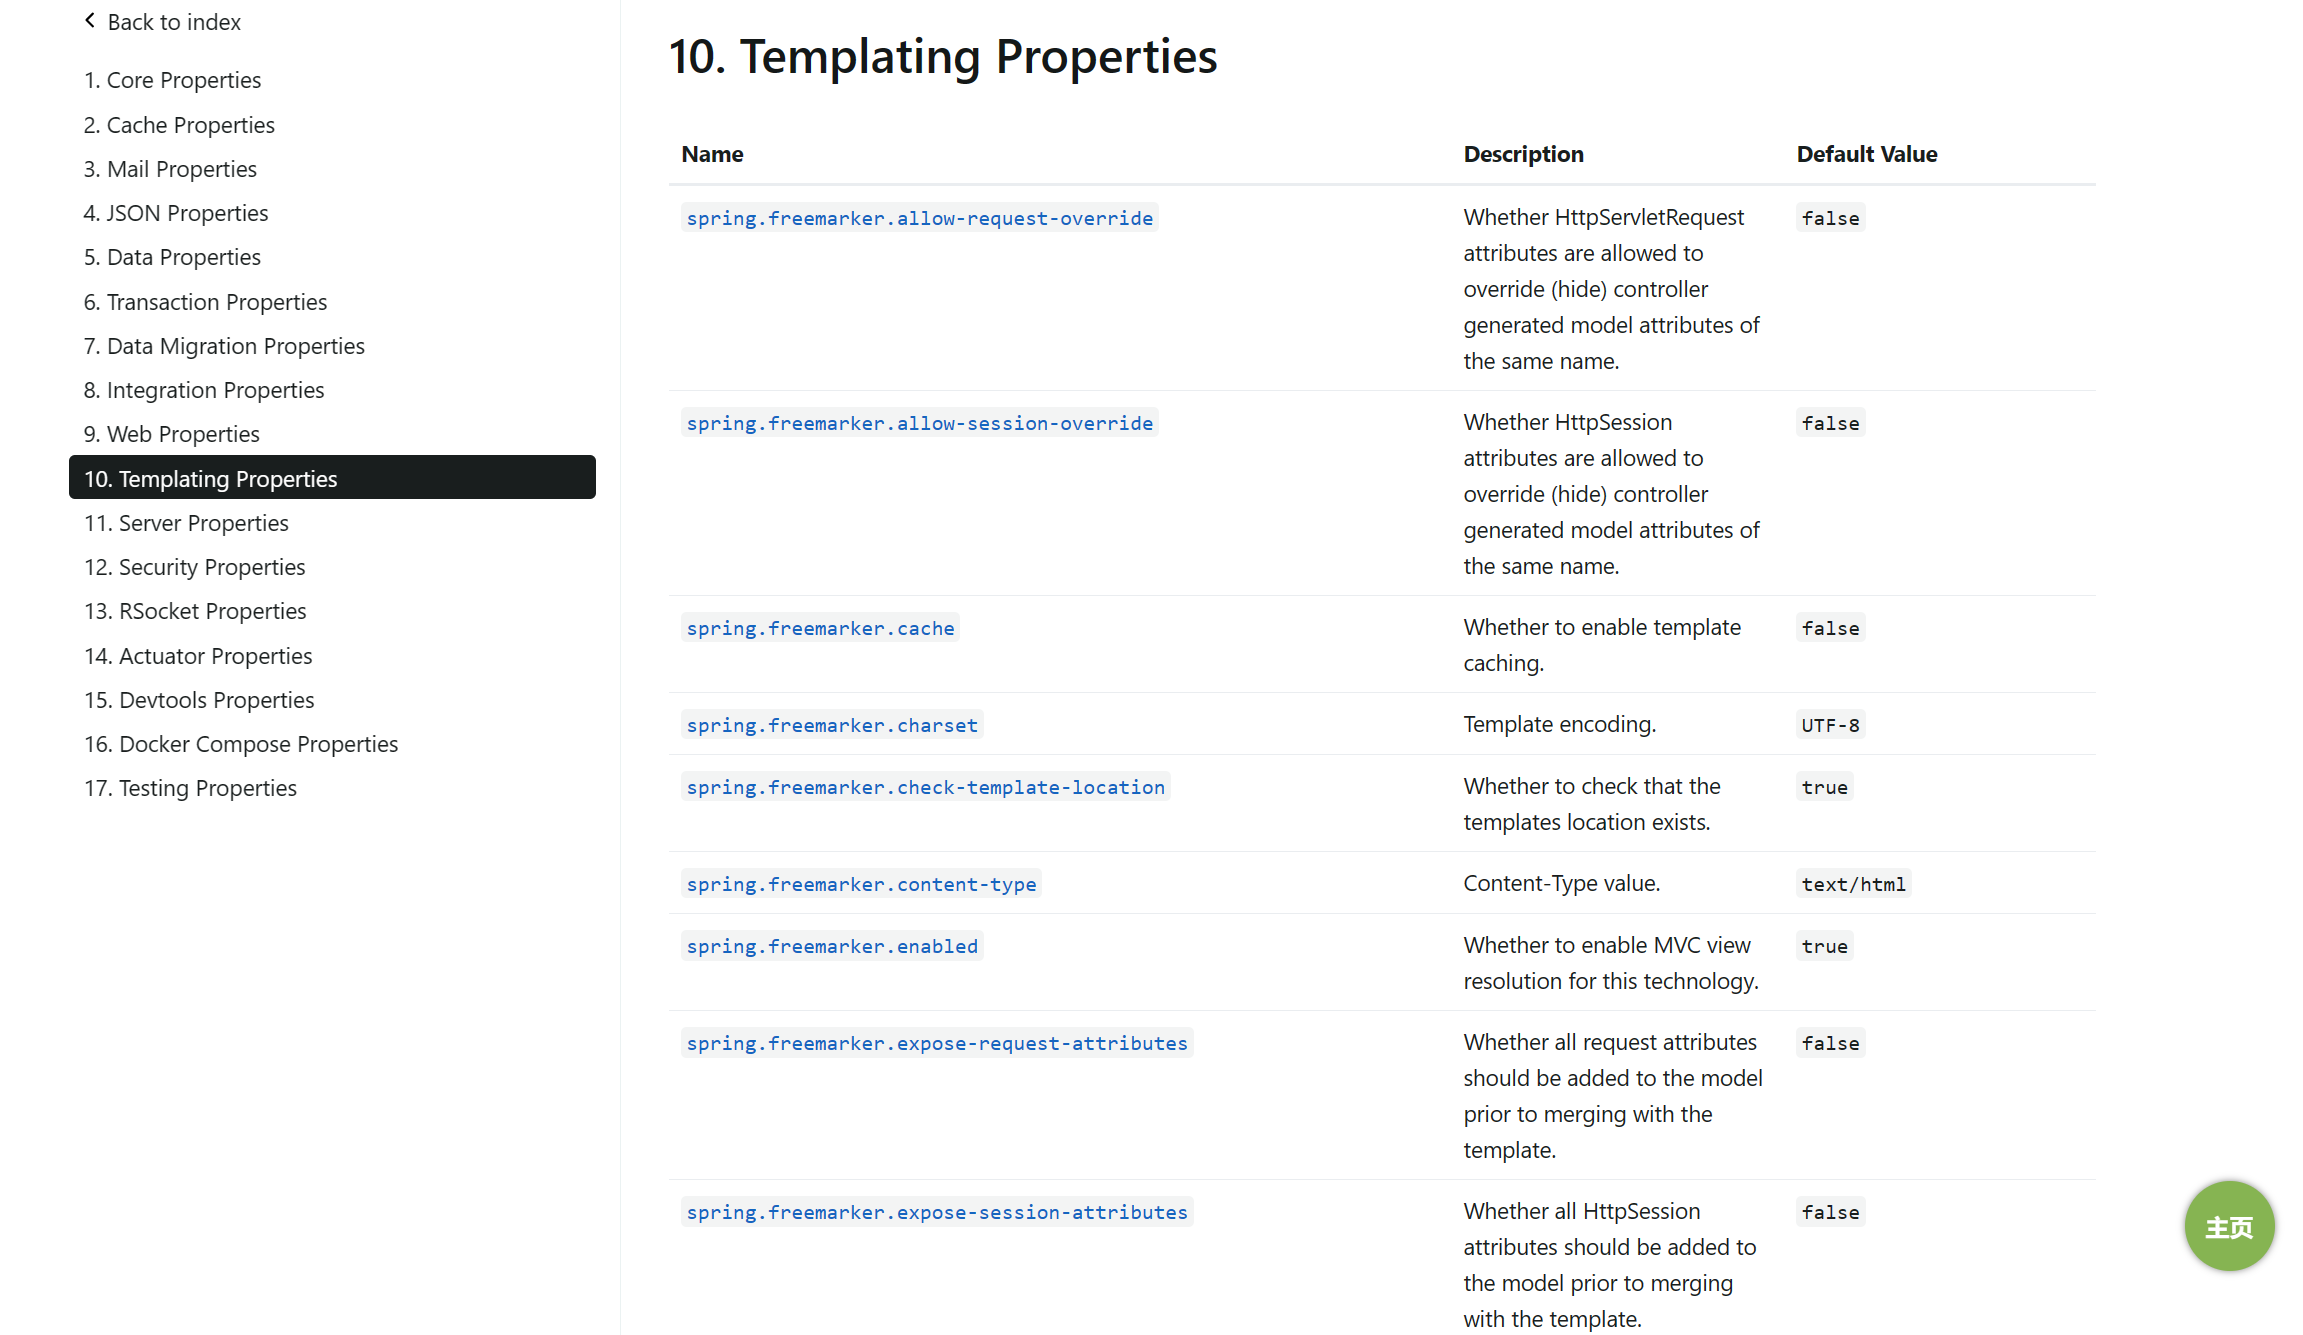 Back to index
1. Core Properties
2. Cache Properties
3. Mail Properties
4. JSON Properties
5. Data Properties
6. Transaction Properties
7. Data Migration Properties
8. Integration Properties
9. Web Properties
10. Templating Properties
11. Server Properties
12. Security Properties
13. RSocket Properties
14. Actuator Properties
15. Devtools Properties
16. Docker Compose Properties
17. Testing Properties
10. Templating Properties
Name Description Default Value
spring.freemarker.allow-request-override Whether HttpServletRequest false
attributes are allowed to
override (hide) controller
generated model attributes of
the same name.
spring.freemarker.allow-session-override Whether HttpSession false
attributes are allowed to
override (hide) controller
generated model attributes of
the same name.
spring.freemarker.cache Whether to enable template false
caching.
spring.freemarker.charset Template encoding. UTF-8
spring.freemarker.check-template-location Whether to check that the true
templates location exists.
spring.freemarker.content-type Content-Type value. text/html
spring.freemarker.enabled Whether to enable MVC view true
resolution for this technology.
spring.freemarker.expose-request-attributes Whether all request attributes false
should be added to the model
prior to merging with the
template.
spring.freemarker.expose-session-attributes Whether all HttpSession false
attributes should be added to
the model prior to merging
with the template.
主页